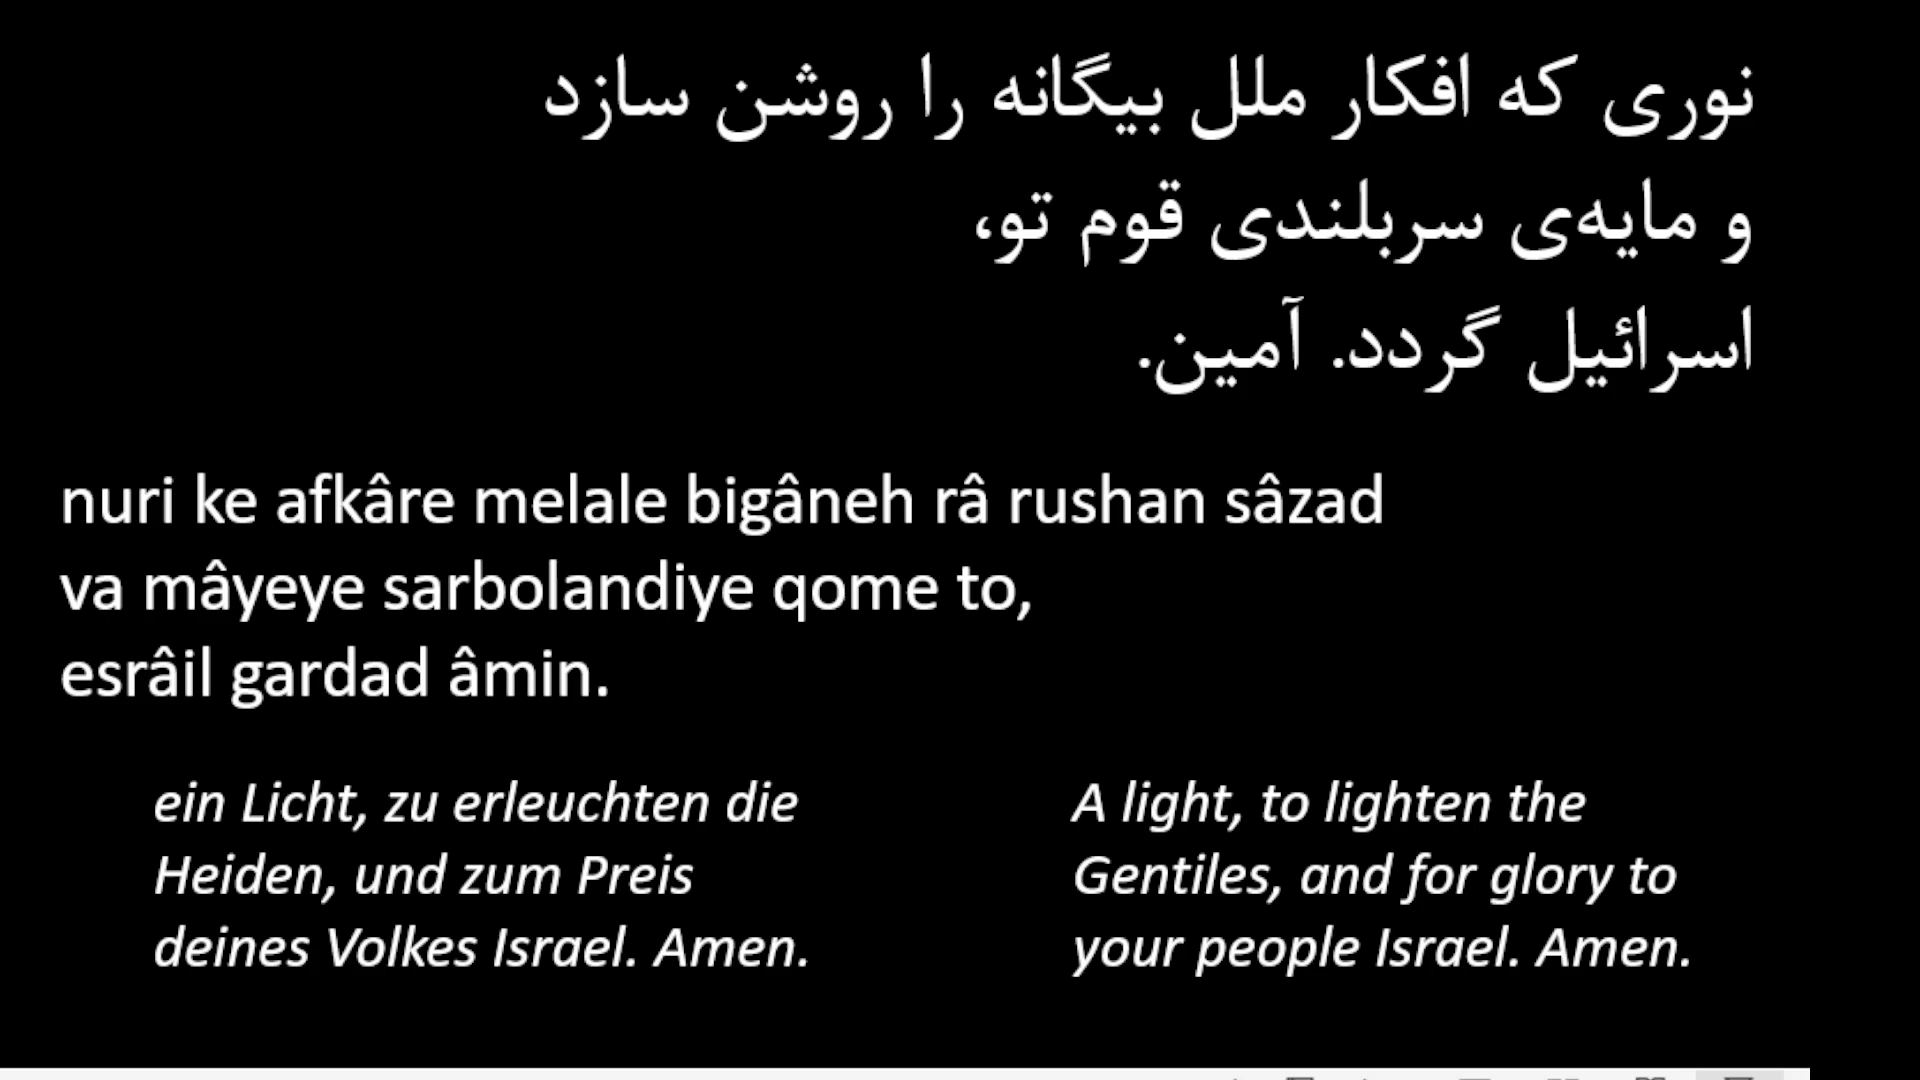 نوری که افکار ملل بیگانه را روشن سازد
و مایه‌ی سربلندی قوم تو،
اسرائیل گردد. آمین.
nuri ke afkâre melale bigâneh râ rushan sâzad
va mâyeye sarbolandiye qome to,
esrâil gardad âmin.
ein Licht, zu erleuchten die
Heiden, und zum Preis
deines Volkes Israel. Amen.
A light, to lighten the
Gentiles, and for glory to
your people Israel. Amen.